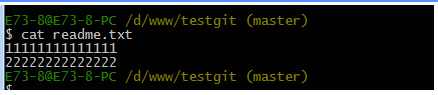 E73-8@E73-8-PC /d/www/testgit (master)
$ cat readme.txt
11111111111111
22222222222222
E73-8@E73-8-PC /d/www/testgit (master)
$